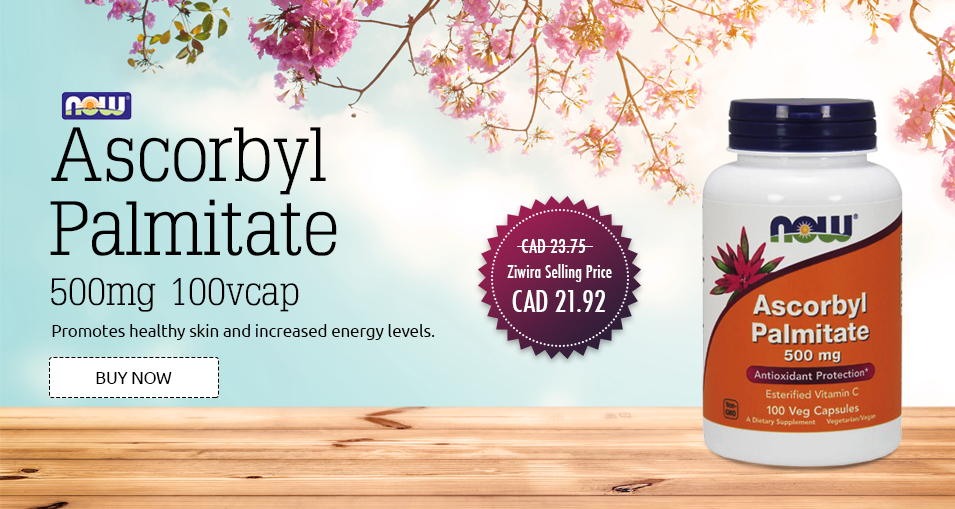 NOW
Ascorbyl
Palmitate
500mg 100vcap
Promotes healthy skin and increased energy levels.
BUY NOW
CAD 23.75
Ziwira Selling Price
CAD 21.92
NOW
Ascorbyl
Palmitate
500 mg
Antioxidant Protection*
Esterified Vitamin C
100 Veg Capsules
Non-
GMO
A Dietary Supplement Vegetarian/Vegan